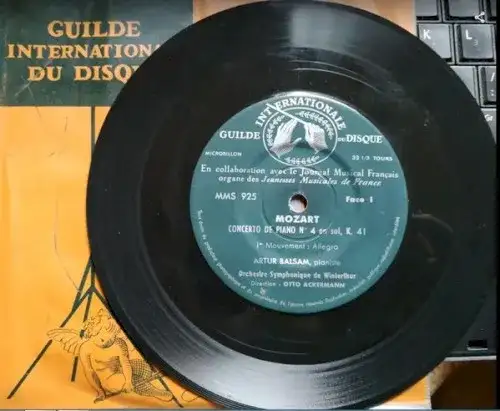 GUILDE
INTERNATIONALE
DU DISQUE
GUILDE INTERNATIONALE DU DISQUE
MICROSILLON
33 1/3 TOURS
En collaboration avec le Journal Musical Français
organe des Jeunesses Musicales de France
MMS 925
Face - 1
MOZART
CONCERTO DE PIANO N° 4 en sol, K. 41
1er Mouvement : Allegro
ARTUR BALSAM, pianiste
Orchestre Symphonique de Winterthur
Direction - OTTO ACKERMANN